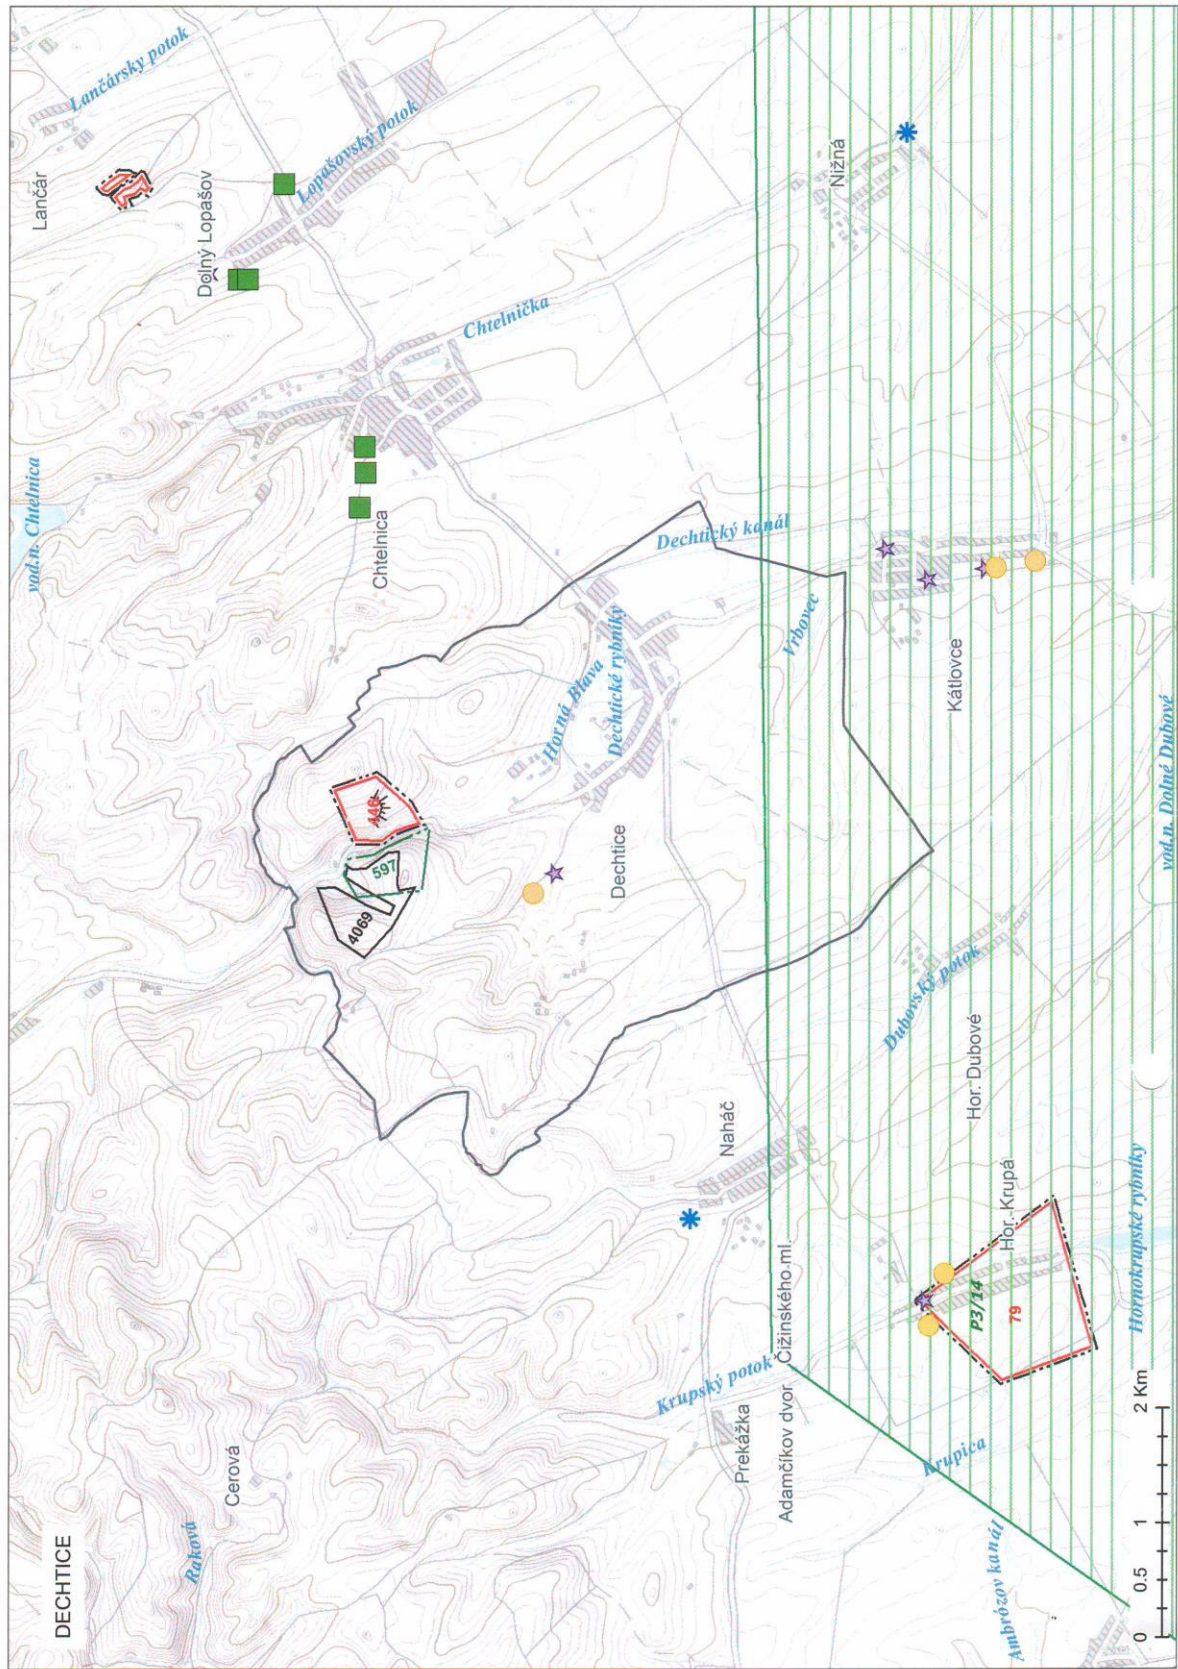 DECHTICE
Raková
Cerová
vod.n. Chtelnica
Lančár
Lančársky potok
Dolný Lopašov
Lopašovský potok
Chtelnica
Chtelnička
446
597
4069
Horná Blava
Dechtické rybníky
Dechtice
Dechtický kanál
Naháč
Prekážka
Krupský potok
Adamčíkov dvor
Čižinského ml.
Vrbovec
Nižná
Kátlovce
Dubovský potok
Hor. Dubové
Hor. Krupá
P3/14
79
Krupica
Ambrózov kanál
Hornokrupské rybníky
vod.n. Dolné Dubové
0 0.5 1 2 Km